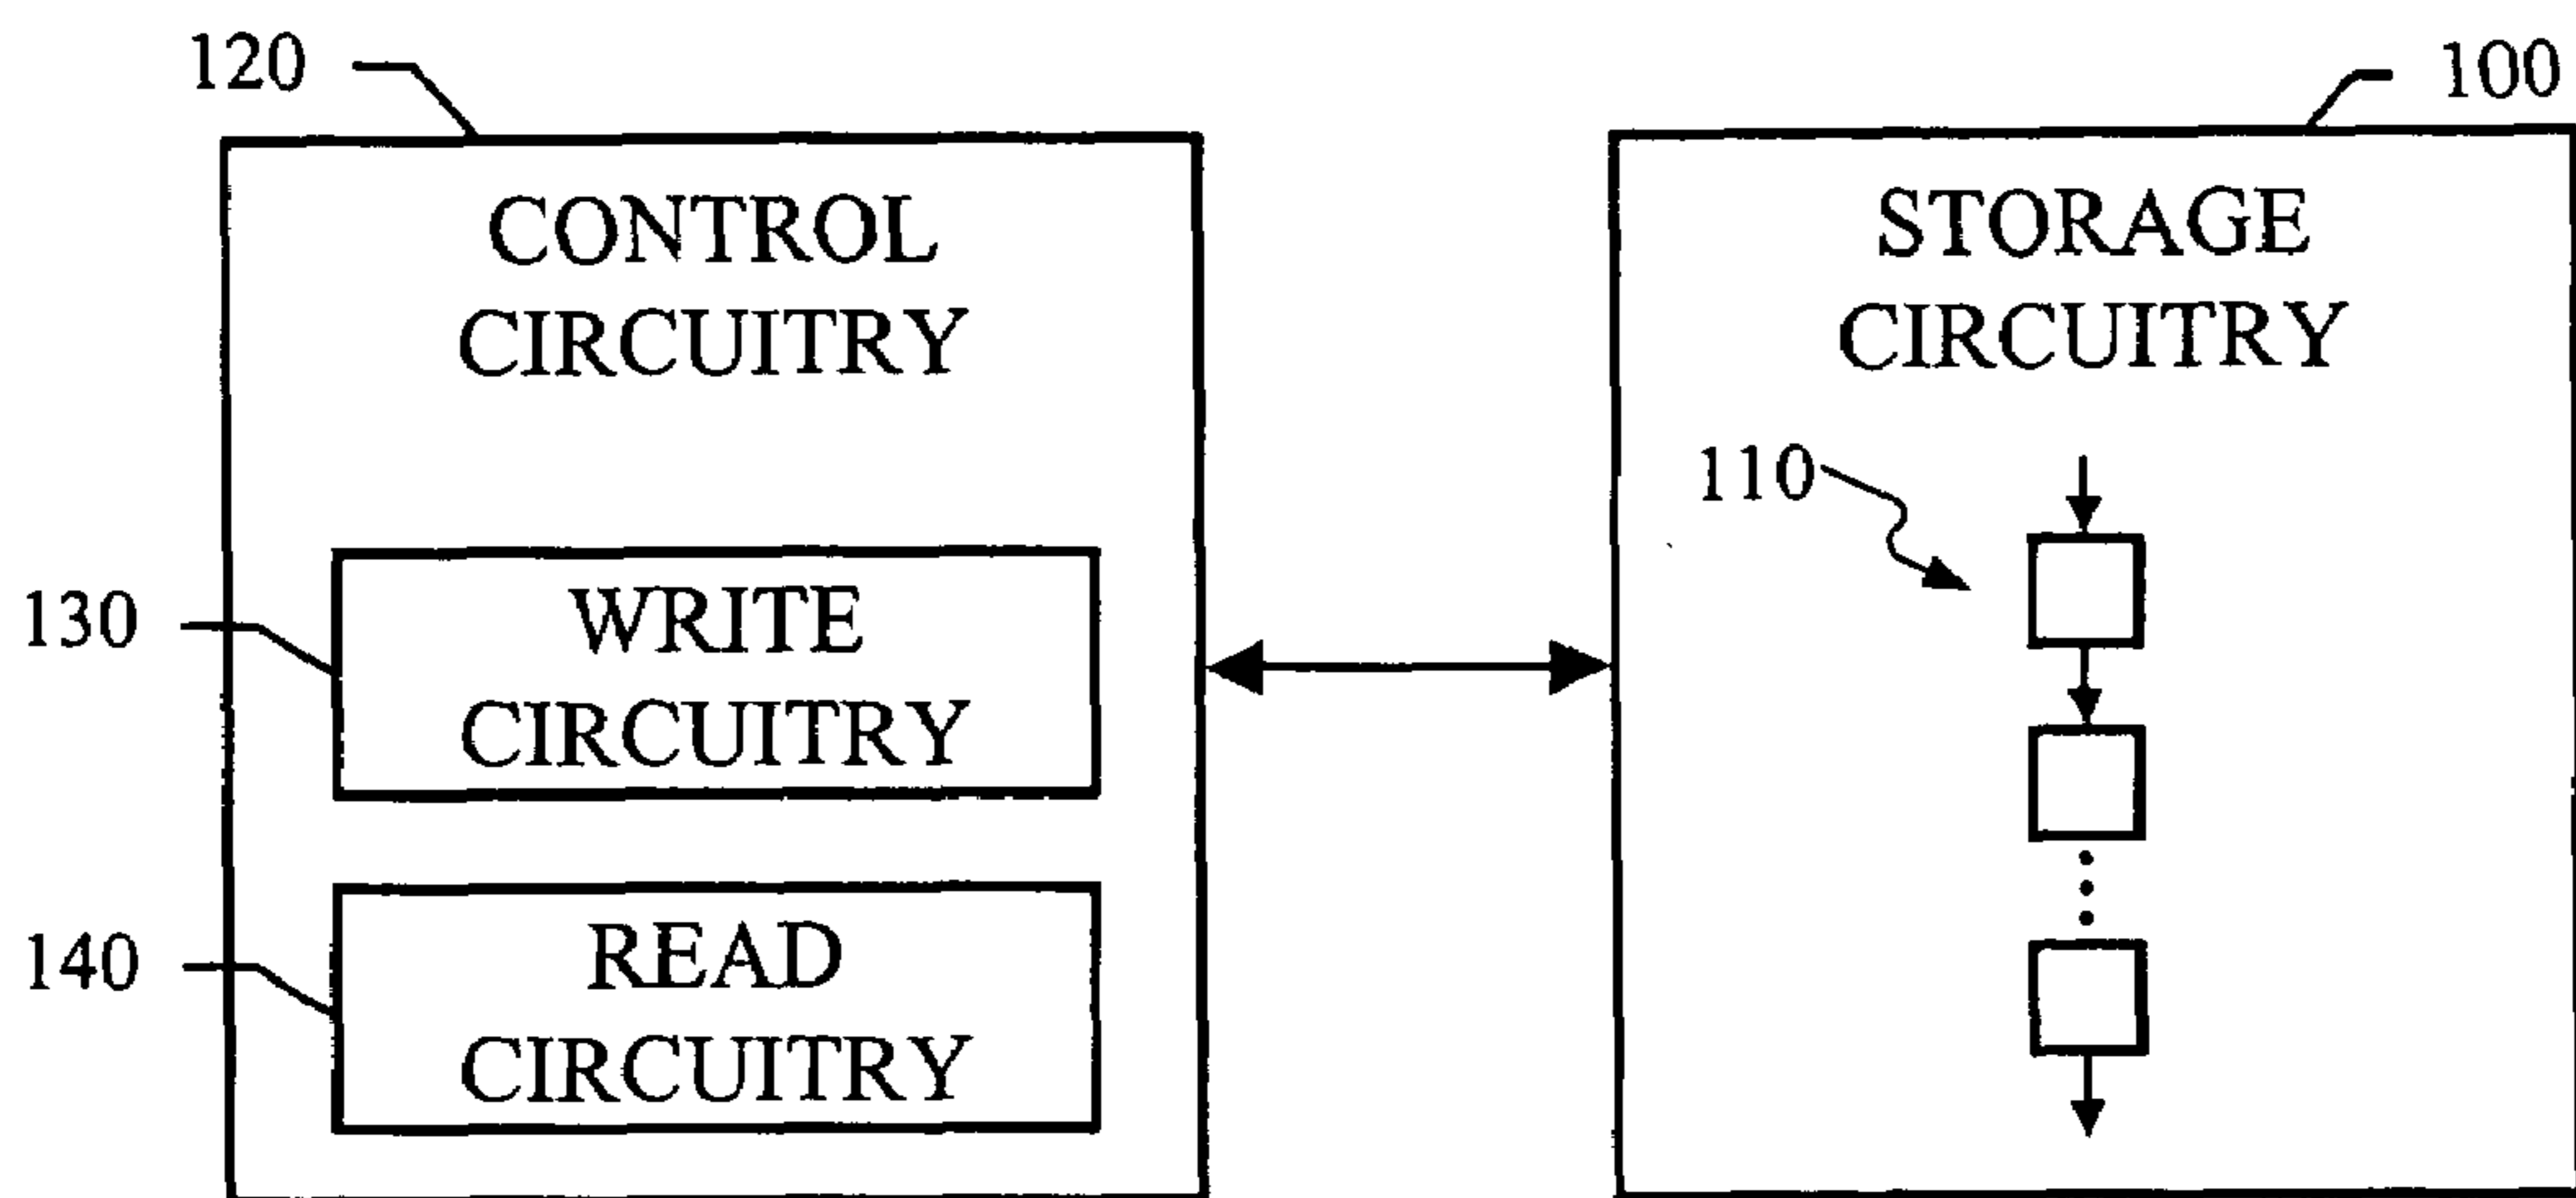 120
100
CONTROL
CIRCUITRY
STORAGE
CIRCUITRY
110
130
WRITE
CIRCUITRY
140
READ
CIRCUITRY